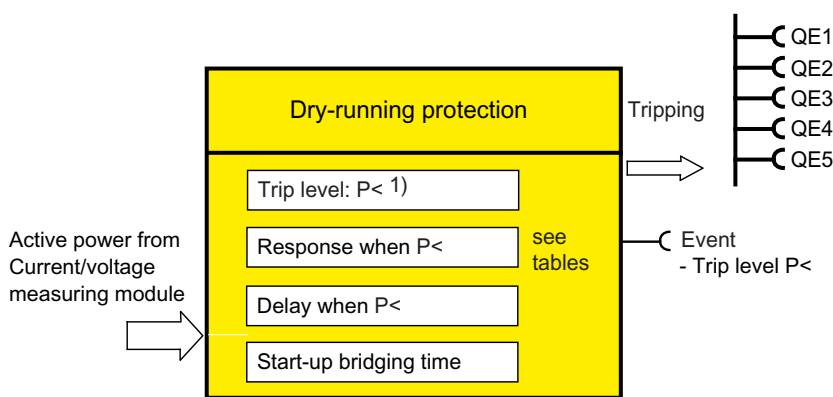 QE1
QE2
QE3
QE4
QE5
Dry-running protection
Tripping
Trip level: P< 1)
Response when P<
see
tables
Delay when P<
Start-up bridging time
Active power from
Current/voltage
measuring module
Event
- Trip level P<